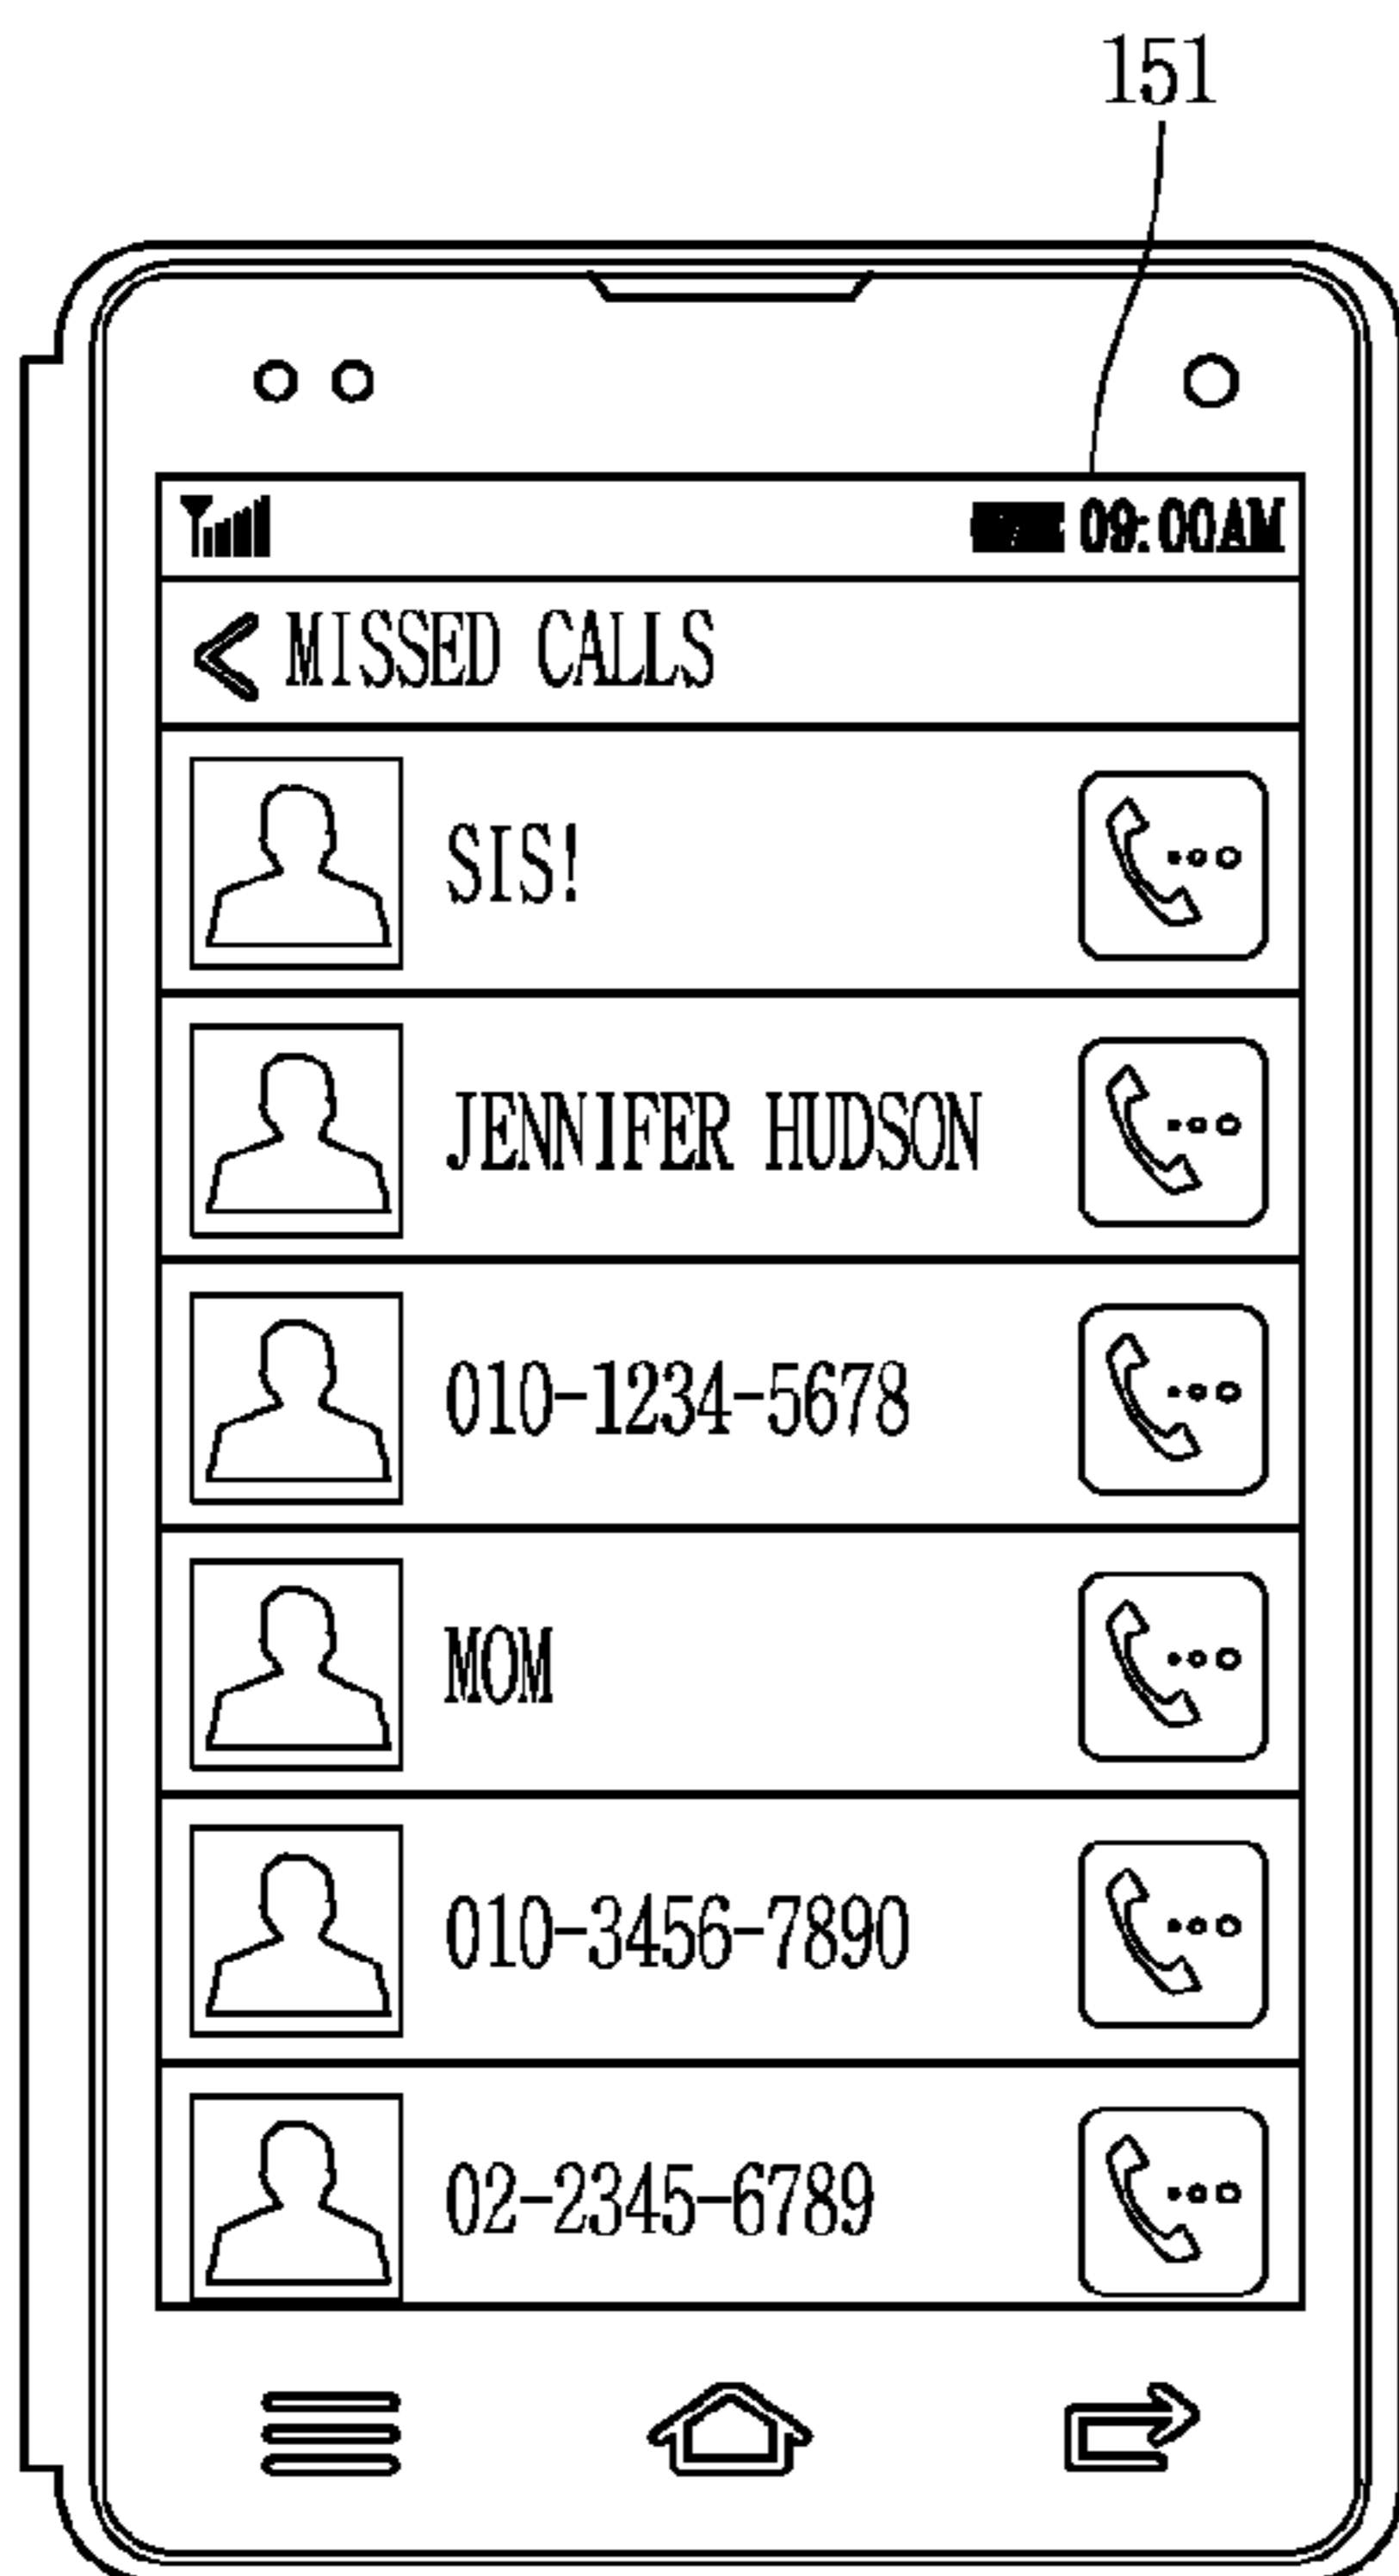 151
09:00AM
< MISSED CALLS
SIS!
JENNIFER HUDSON
010-1234-5678
MOM
010-3456-7890
02-2345-6789